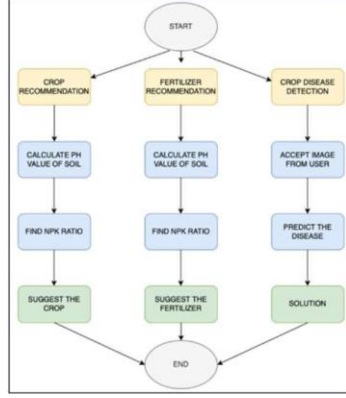 START
CROP
RECOMMENDATION
FERTILIZER
RECOMMENDATION
CROP DISEASE
DETECTION
CALCULATE PH
VALUE OF SOIL
CALCULATE PH
VALUE OF SOIL
ACCEPT IMAGE
FROM USER
FIND NPK RATIO
FIND NPK RATIO
PREDICT THE
DISEASE
SUGGEST THE
CROP
SUGGEST THE
FERTILIZER
SOLUTION
END